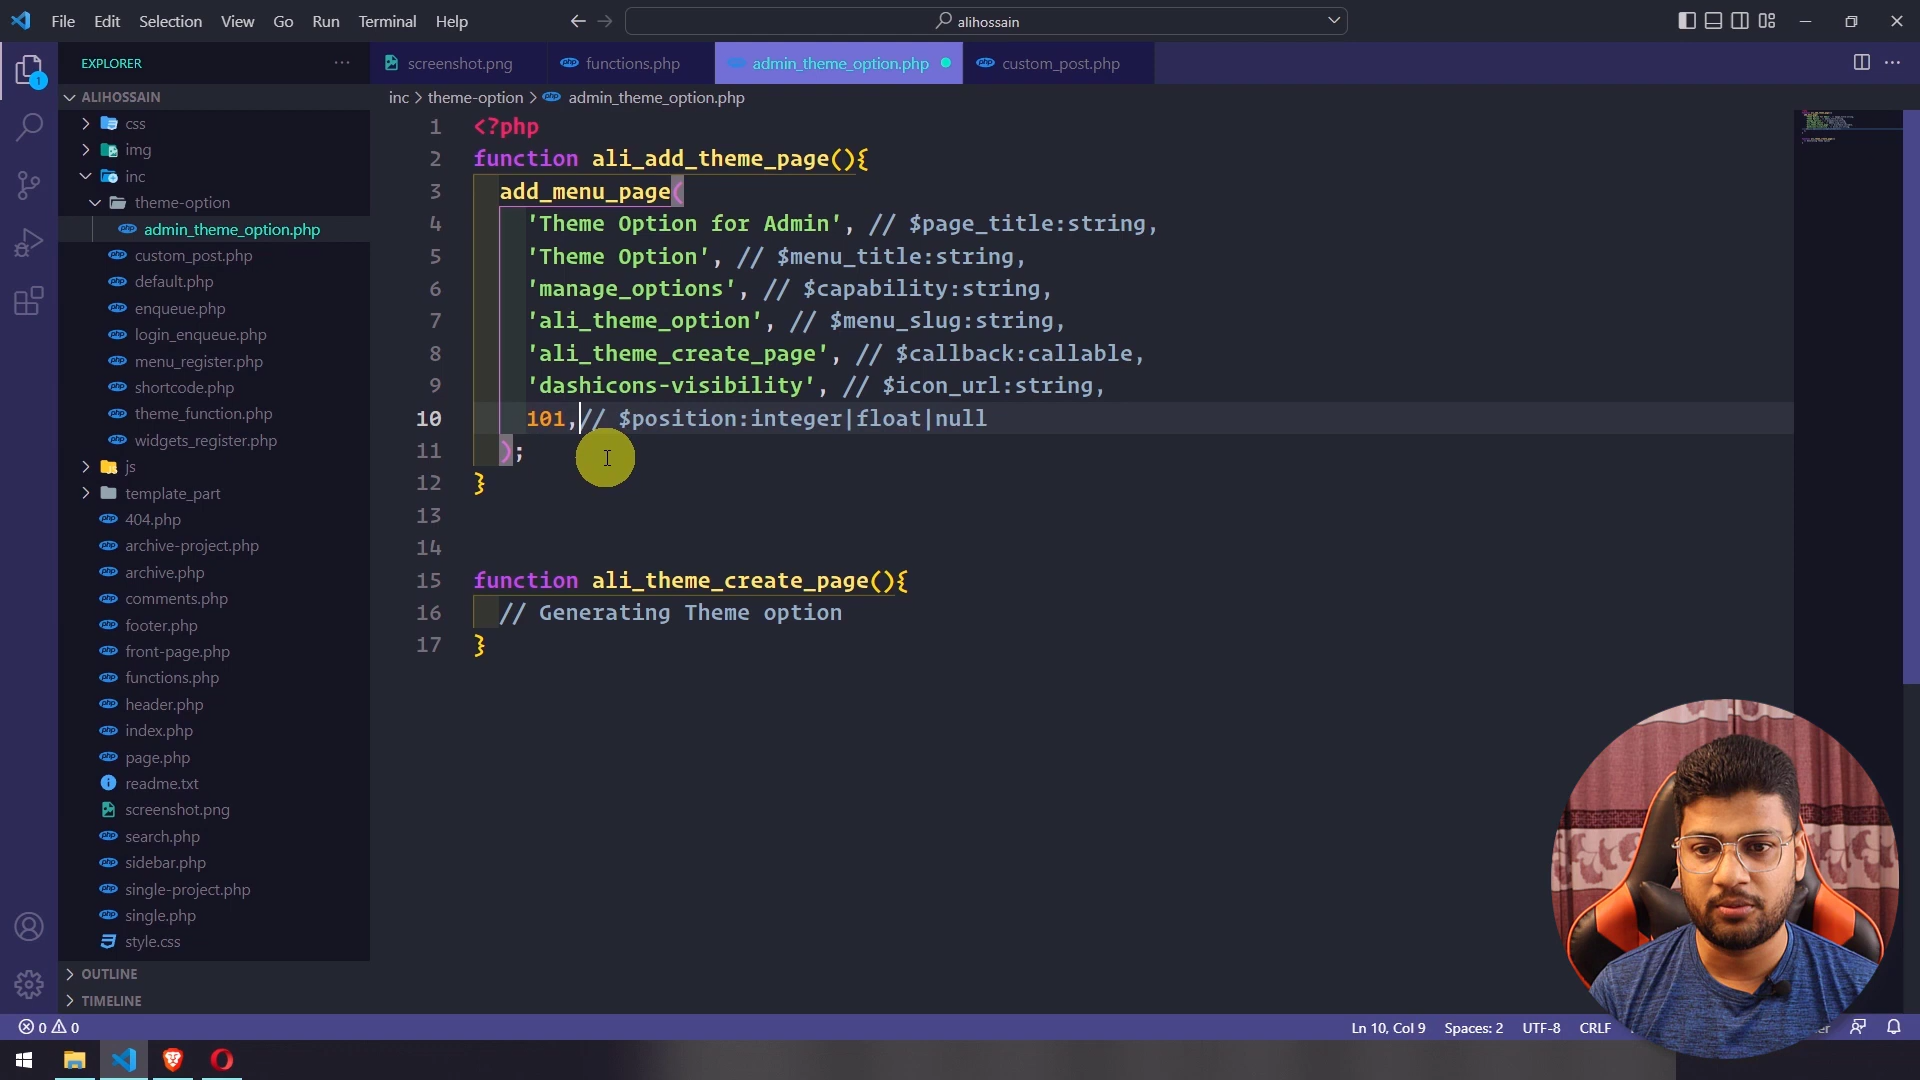 File Edit Selection View Go Run Terminal Help
alihossain
EXPLORER
screenshot.png
functions.php
admin_theme_option.php
custom_post.php
ALIHOSSAIN
inc > theme-option > admin_theme_option.php
css
img
inc
theme-option
admin_theme_option.php
custom_post.php
default.php
enqueue.php
login_enqueue.php
menu_register.php
shortcode.php
theme_function.php
widgets_register.php
js
template_part
404.php
archive-project.php
archive.php
comments.php
footer.php
front-page.php
functions.php
header.php
index.php
page.php
readme.txt
screenshot.png
search.php
sidebar.php
single-project.php
single.php
style.css
OUTLINE
TIMELINE
1 <?php
2 function ali_add_theme_page(){
3 add_menu_page(
4 'Theme Option for Admin', // $page_title:string,
5 'Theme Option', // $menu_title:string,
6 'manage_options', // $capability:string,
7 'ali_theme_option', // $menu_slug:string,
8 'ali_theme_create_page', // $callback:callable,
9 'dashicons-visibility', // $icon_url:string,
10 101,// $position:integer|float|null
11 );
12 }
13
14
15 function ali_theme_create_page(){
16 // Generating Theme option
17 }
0 0
Ln 10, Col 9 Spaces: 2 UTF-8 CRLF